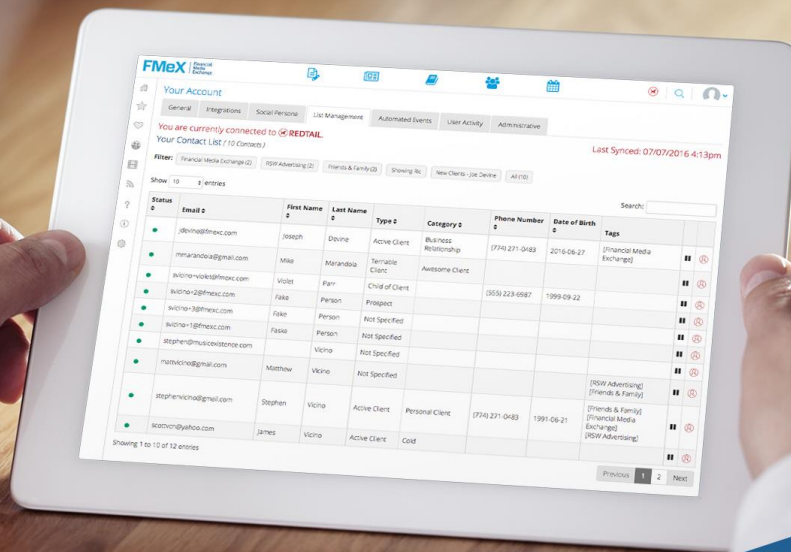 FMeX Financial Media Exchange
Your Account
General Integrations Social Persona List Management Automated Events User Activity Administrative
You are currently connected to REDTAIL.
Last Synced: 07/07/2016 4:13pm
Your Contact List (10 Contacts)
Filter: Financial Media Exchange (2) RSW Advertising (2) Friends & Family (2) Showing Rs New Clients - Joe Devine All (10)
Show 10 entries
Search:
Status Email First Name Last Name Type Category Phone Number Date of Birth Tags
jdevino@fmexc.com Joseph Devine Active Client Business Relationship (774) 271-0483 2016-06-27 [Financial Media Exchange]
mmarandola@gmail.com Mike Marandola Terriable Client Awesome Client
svicino+violet@fmexc.com Violet Parr Child of Client (555) 223-6987 1999-09-22
svicino+2@fmexc.com Fake Person Prospect
svicino+3@fmexc.com Fake Person Not Specified
svicino+1@fmexc.com Faske Person Not Specified
stephen@musicexistence.com Vicino Not Specified
mattvicino@gmail.com Matthew Vicino Not Specified [RSW Advertising] [Friends & Family]
stephenvicino@gmail.com Stephen Vicino Active Client Personal Client (774) 271-0483 1991-06-21 [Friends & Family] [Financial Media Exchange] [RSW Advertising]
scottvcn@yahoo.com James Vicino Active Client Cold
Showing 1 to 10 of 12 entries
Previous 1 2 Next